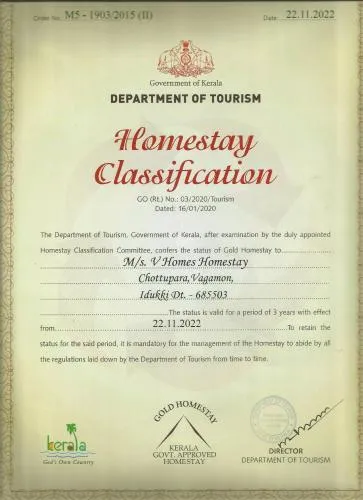 Order No. M5 - 1903/2015 (II) Date: 22.11.2022
Government of Kerala
DEPARTMENT OF TOURISM
Homestay
Classification
GO (Rt.) No.: 03/2020/Tourism
Dated: 16/01/2020
The Department of Tourism, Government of Kerala, after examination by the duly appointed
Homestay Classification Committee, confers the status of Gold Homestay to
M/s. V Homes Homestay
Chottupara, Vagamon,
Idukki Dt. - 685503
The status is valid for a period of 3 years with effect
from 22.11.2022 To retain the
status for the said period, it is mandatory for the management of the Homestay to abide by all
the regulations laid down by the Department of Tourism from time to time.
GOLD HOMESTAY
KERALA
GOVT. APPROVED
HOMESTAY
kerala
God's Own Country
DIRECTOR
DEPARTMENT OF TOURISM